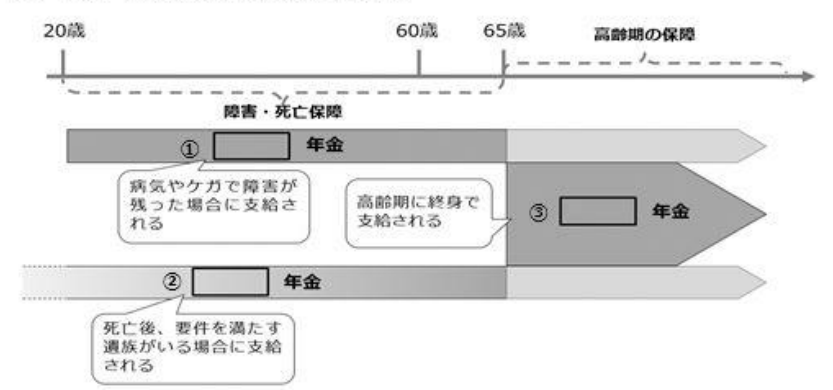 20歳
60歳
65歳
高齢期の保障
障害・死亡保障
① 年金
病気やケガで障害が
残った場合に支給さ
れる
高齢期に終身で
支給される
③ 年金
② 年金
死亡後、要件を満たす
遺族がいる場合に支給
される